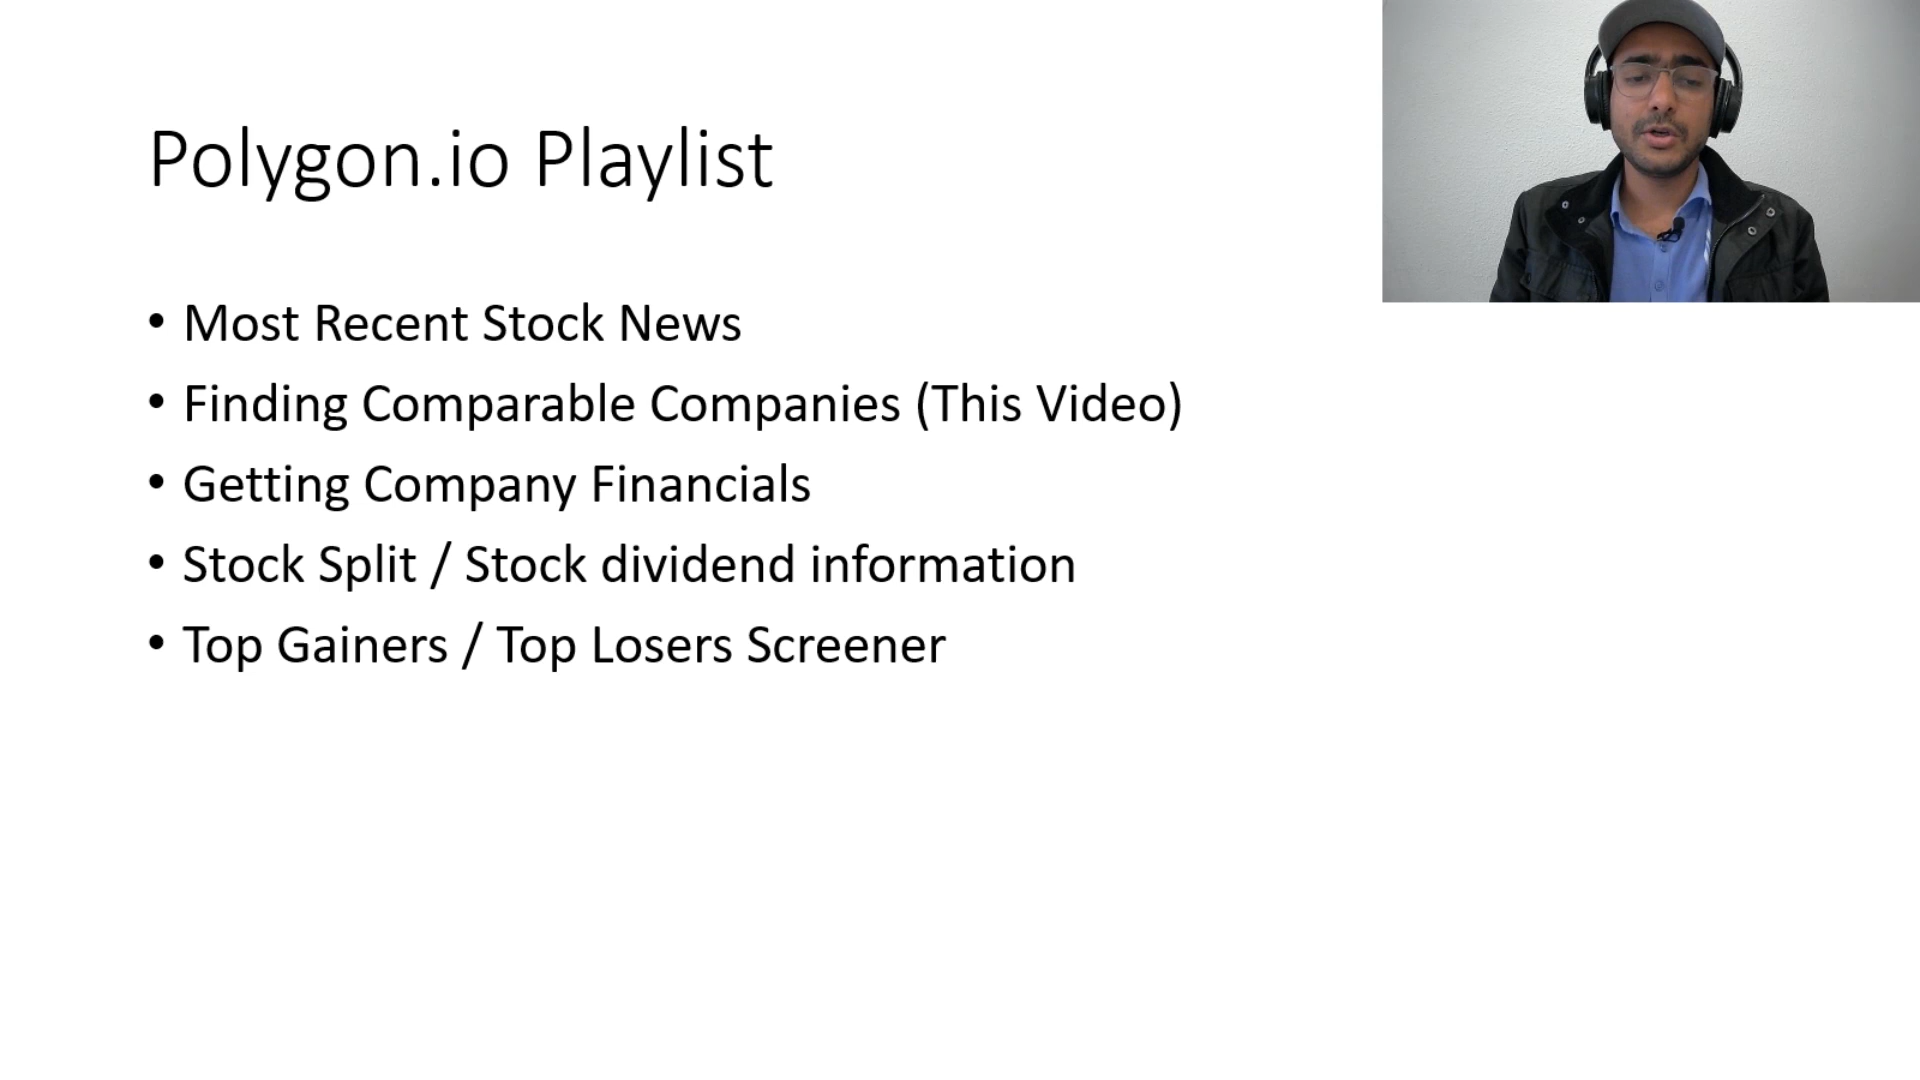 Polygon.io Playlist
• Most Recent Stock News
• Finding Comparable Companies (This Video)
• Getting Company Financials
• Stock Split / Stock dividend information
• Top Gainers / Top Losers Screener